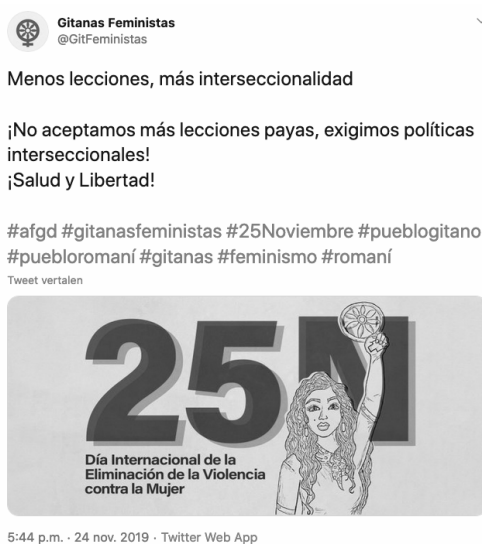 Gitanas Feministas
@GitFeministas
Menos lecciones, más interseccionalidad
¡No aceptamos más lecciones payas, exigimos políticas
interseccionales!
¡Salud y Libertad!
#afgd #gitanasfeministas #25Noviembre #pueblogitano
#puebloromaní #gitanas #feminismo #romaní
Tweet vertalen
25N
Día Internacional de la
Eliminación de la Violencia
contra la Mujer
5:44 p.m. · 24 nov. 2019 · Twitter Web App